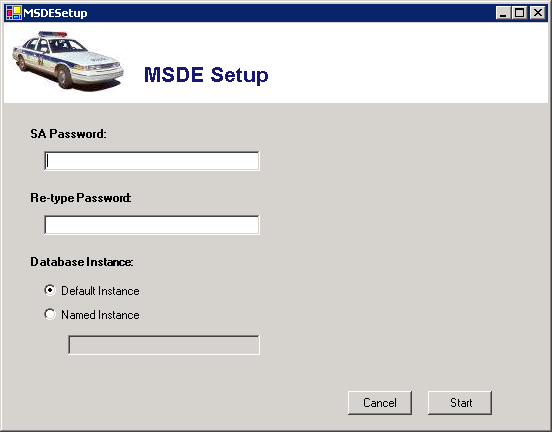 MSDESetup
MSDE Setup
SA Password:
Re-type Password:
Database Instance:
Default Instance
Named Instance
Cancel
Start